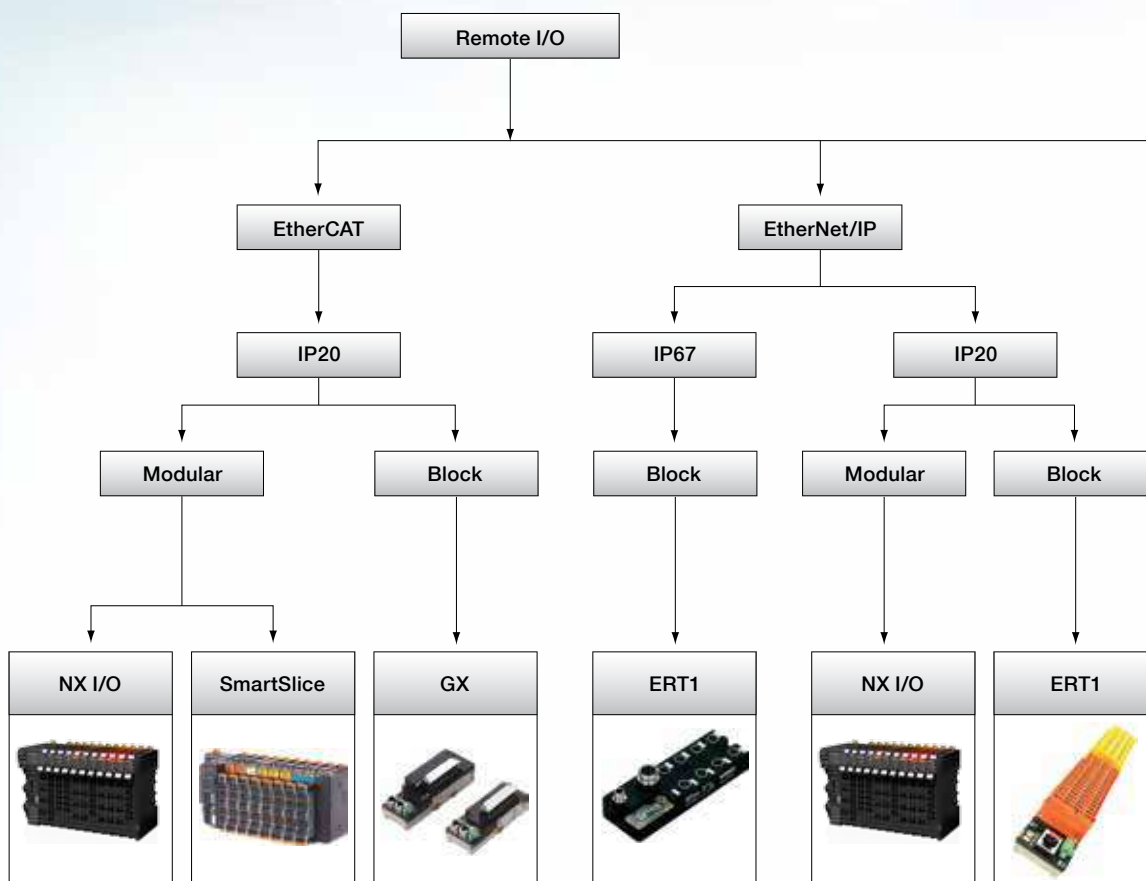 Remote I/O
EtherCAT
EtherNet/IP
IP20
IP67
IP20
Modular
Block
Block
Modular
Block
NX I/O
SmartSlice
GX
ERT1
NX I/O
ERT1